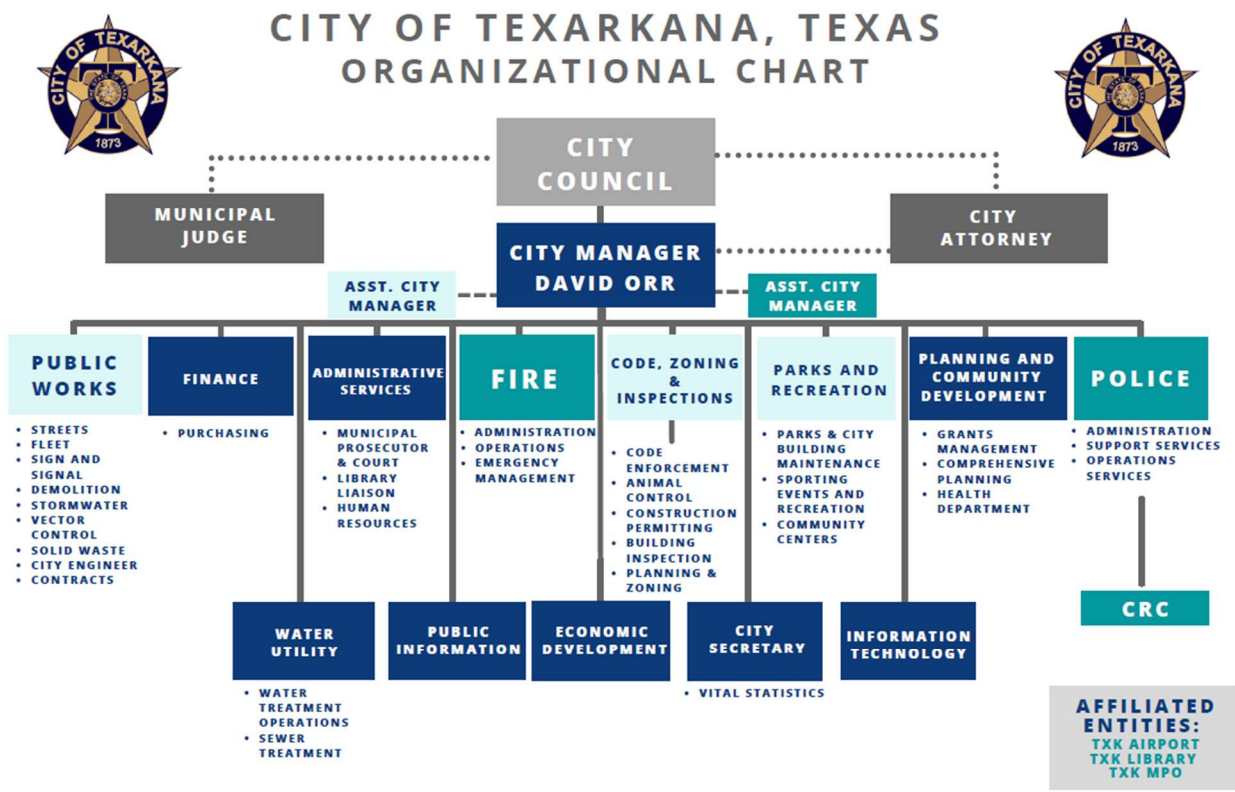 CITY OF TEXARKANA, TEXAS
ORGANIZATIONAL CHART
CITY OF TEXARKANA
1873
CITY OF TEXARKANA
1873
CITY
COUNCIL
MUNICIPAL
JUDGE
CITY
ATTORNEY
CITY MANAGER
DAVID ORR
ASST. CITY
MANAGER
ASST. CITY
MANAGER
PUBLIC
WORKS
• STREETS
• FLEET
• SIGN AND
SIGNAL
• DEMOLITION
• STORMWATER
• VECTOR
CONTROL
• SOLID WASTE
• CITY ENGINEER
• CONTRACTS
FINANCE
• PURCHASING
ADMINISTRATIVE
SERVICES
• MUNICIPAL
PROSECUTOR
& COURT
• LIBRARY
LIAISON
• HUMAN
RESOURCES
FIRE
• ADMINISTRATION
• OPERATIONS
• EMERGENCY
MANAGEMENT
CODE, ZONING
&
INSPECTIONS
• CODE
ENFORCEMENT
• ANIMAL
CONTROL
• CONSTRUCTION
PERMITTING
• BUILDING
INSPECTION
• PLANNING &
ZONING
PARKS AND
RECREATION
• PARKS & CITY
BUILDING
MAINTENANCE
• SPORTING
EVENTS AND
RECREATION
• COMMUNITY
CENTERS
PLANNING AND
COMMUNITY
DEVELOPMENT
• GRANTS
MANAGEMENT
• COMPREHENSIVE
PLANNING
• HEALTH
DEPARTMENT
POLICE
• ADMINISTRATION
• SUPPORT SERVICES
• OPERATIONS
SERVICES
CRC
WATER
UTILITY
• WATER
TREATMENT
OPERATIONS
• SEWER
TREATMENT
PUBLIC
INFORMATION
ECONOMIC
DEVELOPMENT
CITY
SECRETARY
• VITAL STATISTICS
INFORMATION
TECHNOLOGY
AFFILIATED
ENTITIES:
TXK AIRPORT
TXK LIBRARY
TXK MPO